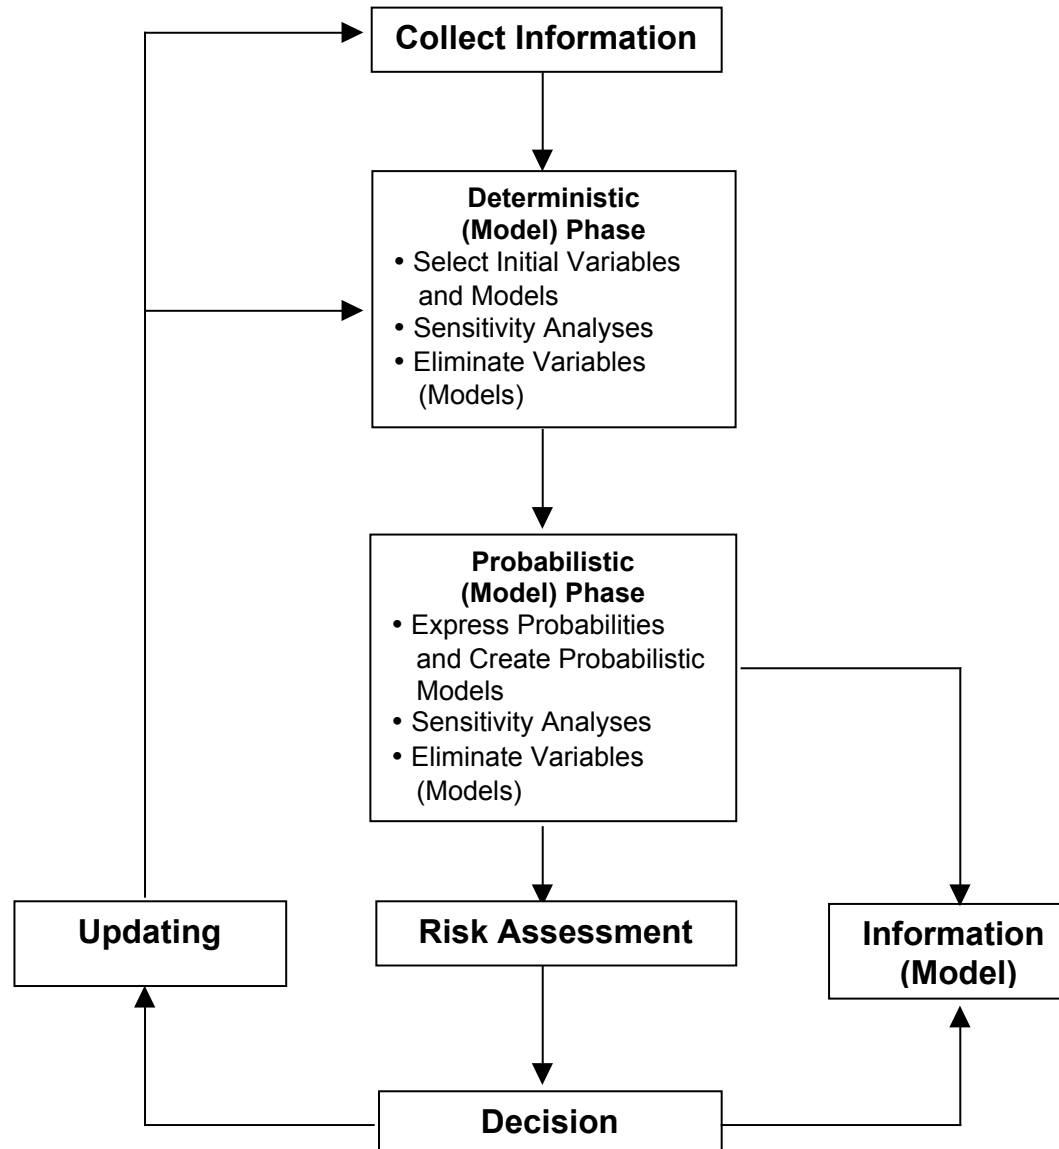 Collect Information
Deterministic
(Model) Phase
• Select Initial Variables
and Models
• Sensitivity Analyses
• Eliminate Variables
(Models)
Probabilistic
(Model) Phase
• Express Probabilities
and Create Probabilistic
Models
• Sensitivity Analyses
• Eliminate Variables
(Models)
Updating
Risk Assessment
Information
(Model)
Decision